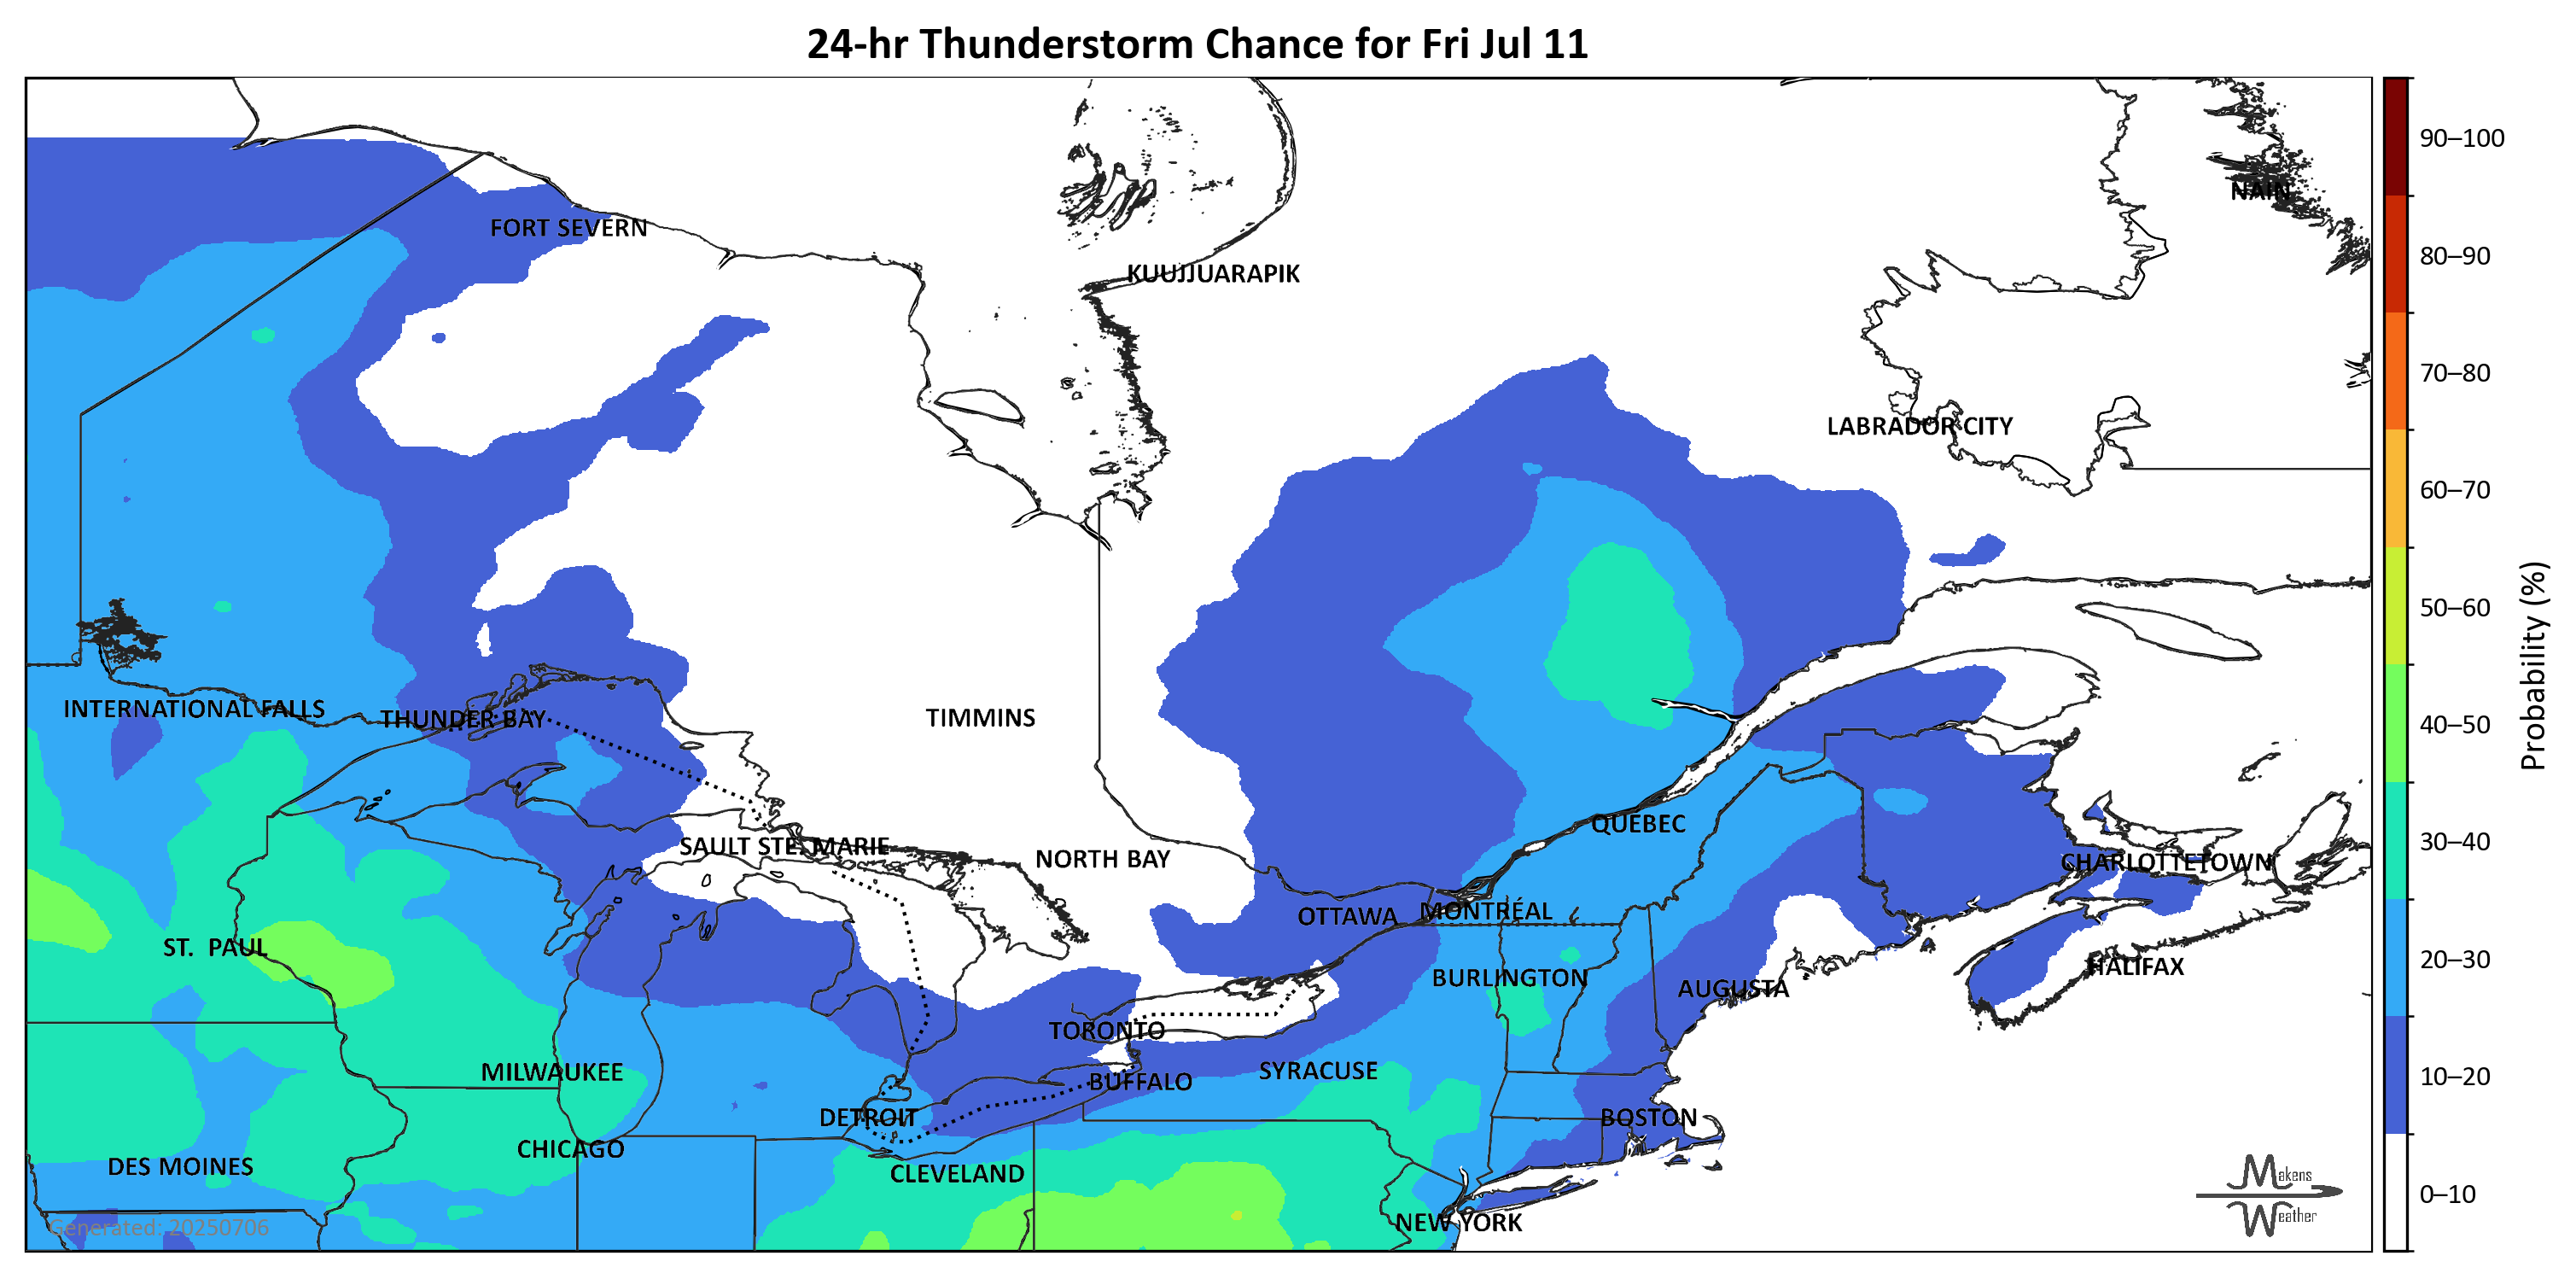 24-hr Thunderstorm Chance for Fri Jul 11
90–100
NAIN
FORT SEVERN
80–90
KUUJJUARAPIK
70–80
LABRADOR CITY
60–70
50–60
Probability (%)
INTERNATIONAL FALLS
THUNDER BAY
TIMMINS
40–50
QUEBEC
SAULT STE. MARIE
NORTH BAY
30–40
CHARLOTTETOWN
OTTAWA
MONTRÉAL
ST. PAUL
BURLINGTON
AUGUSTA
HALIFAX
20–30
TORONTO
MILWAUKEE
SYRACUSE
BUFFALO
10–20
DETROIT
BOSTON
CHICAGO
DES MOINES
CLEVELAND
Makens
Weather
0–10
NEW YORK
Generated: 20250706